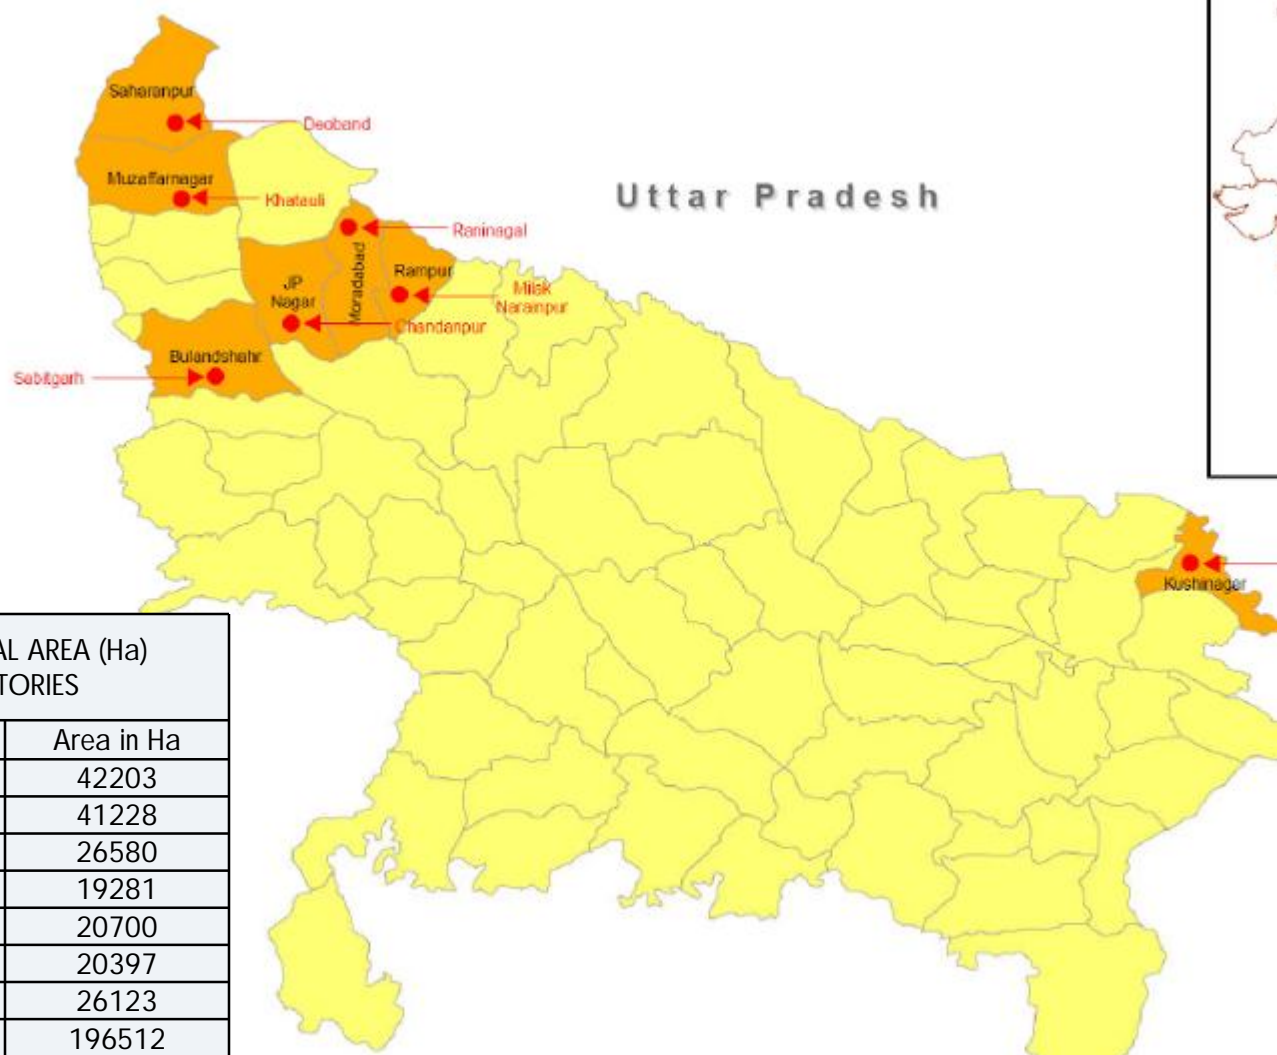 Saharanpur
Deoband
Muzaffarnagar
Khatauli
Uttar Pradesh
Raninagal
Moradabad
Rampur
JP
Nagar
Milak
Narainpur
Chandanpur
Bulandshahr
Sabitgarh
Kushinagar
AL AREA (Ha)
TORIES
Area in Ha
42203
41228
26580
19281
20700
20397
26123
196512